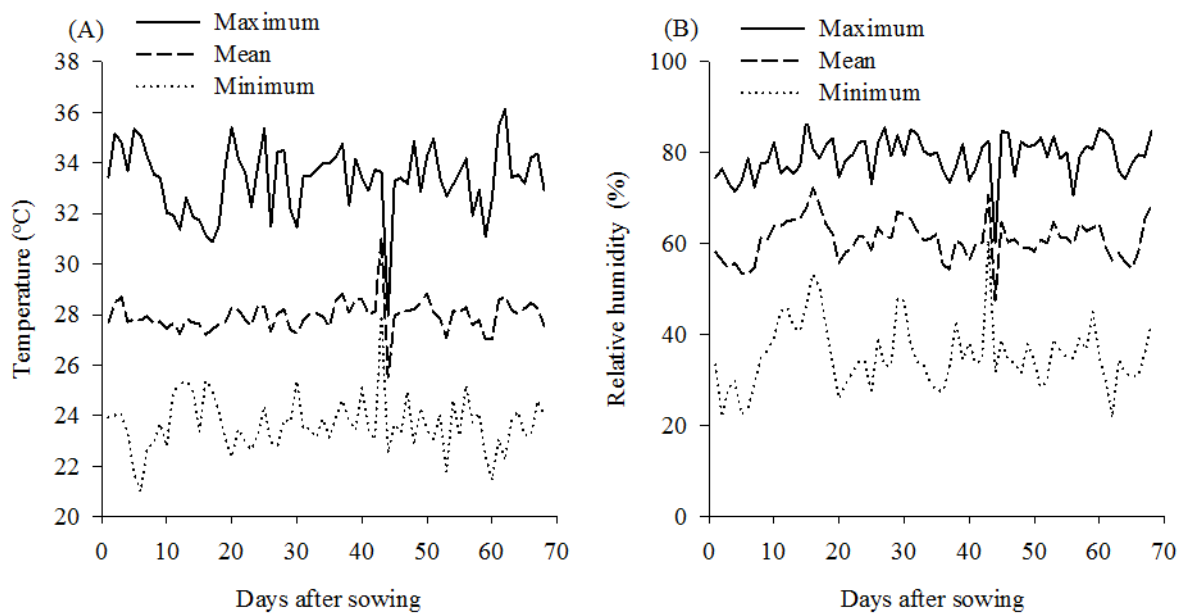 (A)
Maximum
Mean
Minimum
38
36
34
32
30
28
26
24
22
20
Temperature (°C)
0 10 20 30 40 50 60 70
Days after sowing
(B)
Maximum
Mean
Minimum
100
80
60
40
20
0
Relative humidity (%)
0 10 20 30 40 50 60 70
Days after sowing